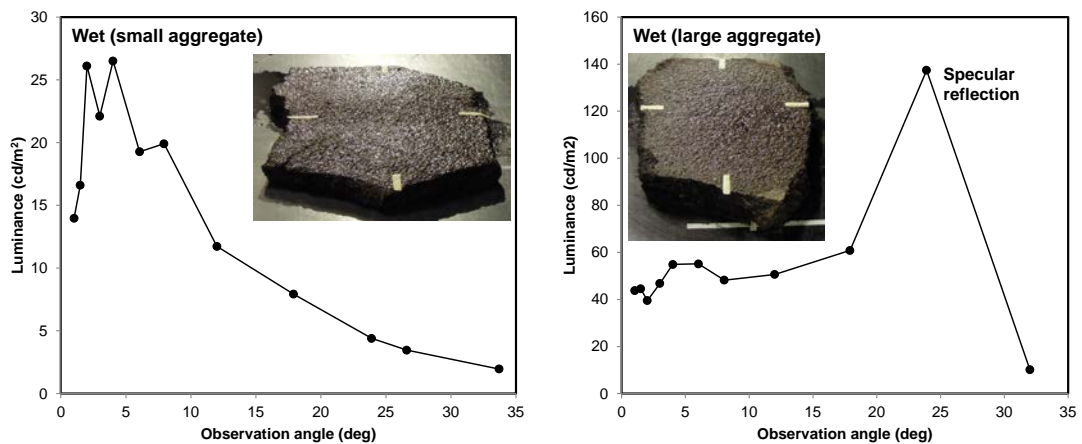 Wet (small aggregate)
30
25
20
15
10
5
0
Luminance (cd/m²)
0 5 10 15 20 25 30 35
Observation angle (deg)
Wet (large aggregate)
160
140
120
100
80
60
40
20
0
Luminance (cd/m2)
Specular
reflection
0 5 10 15 20 25 30 35
Observation angle (deg)